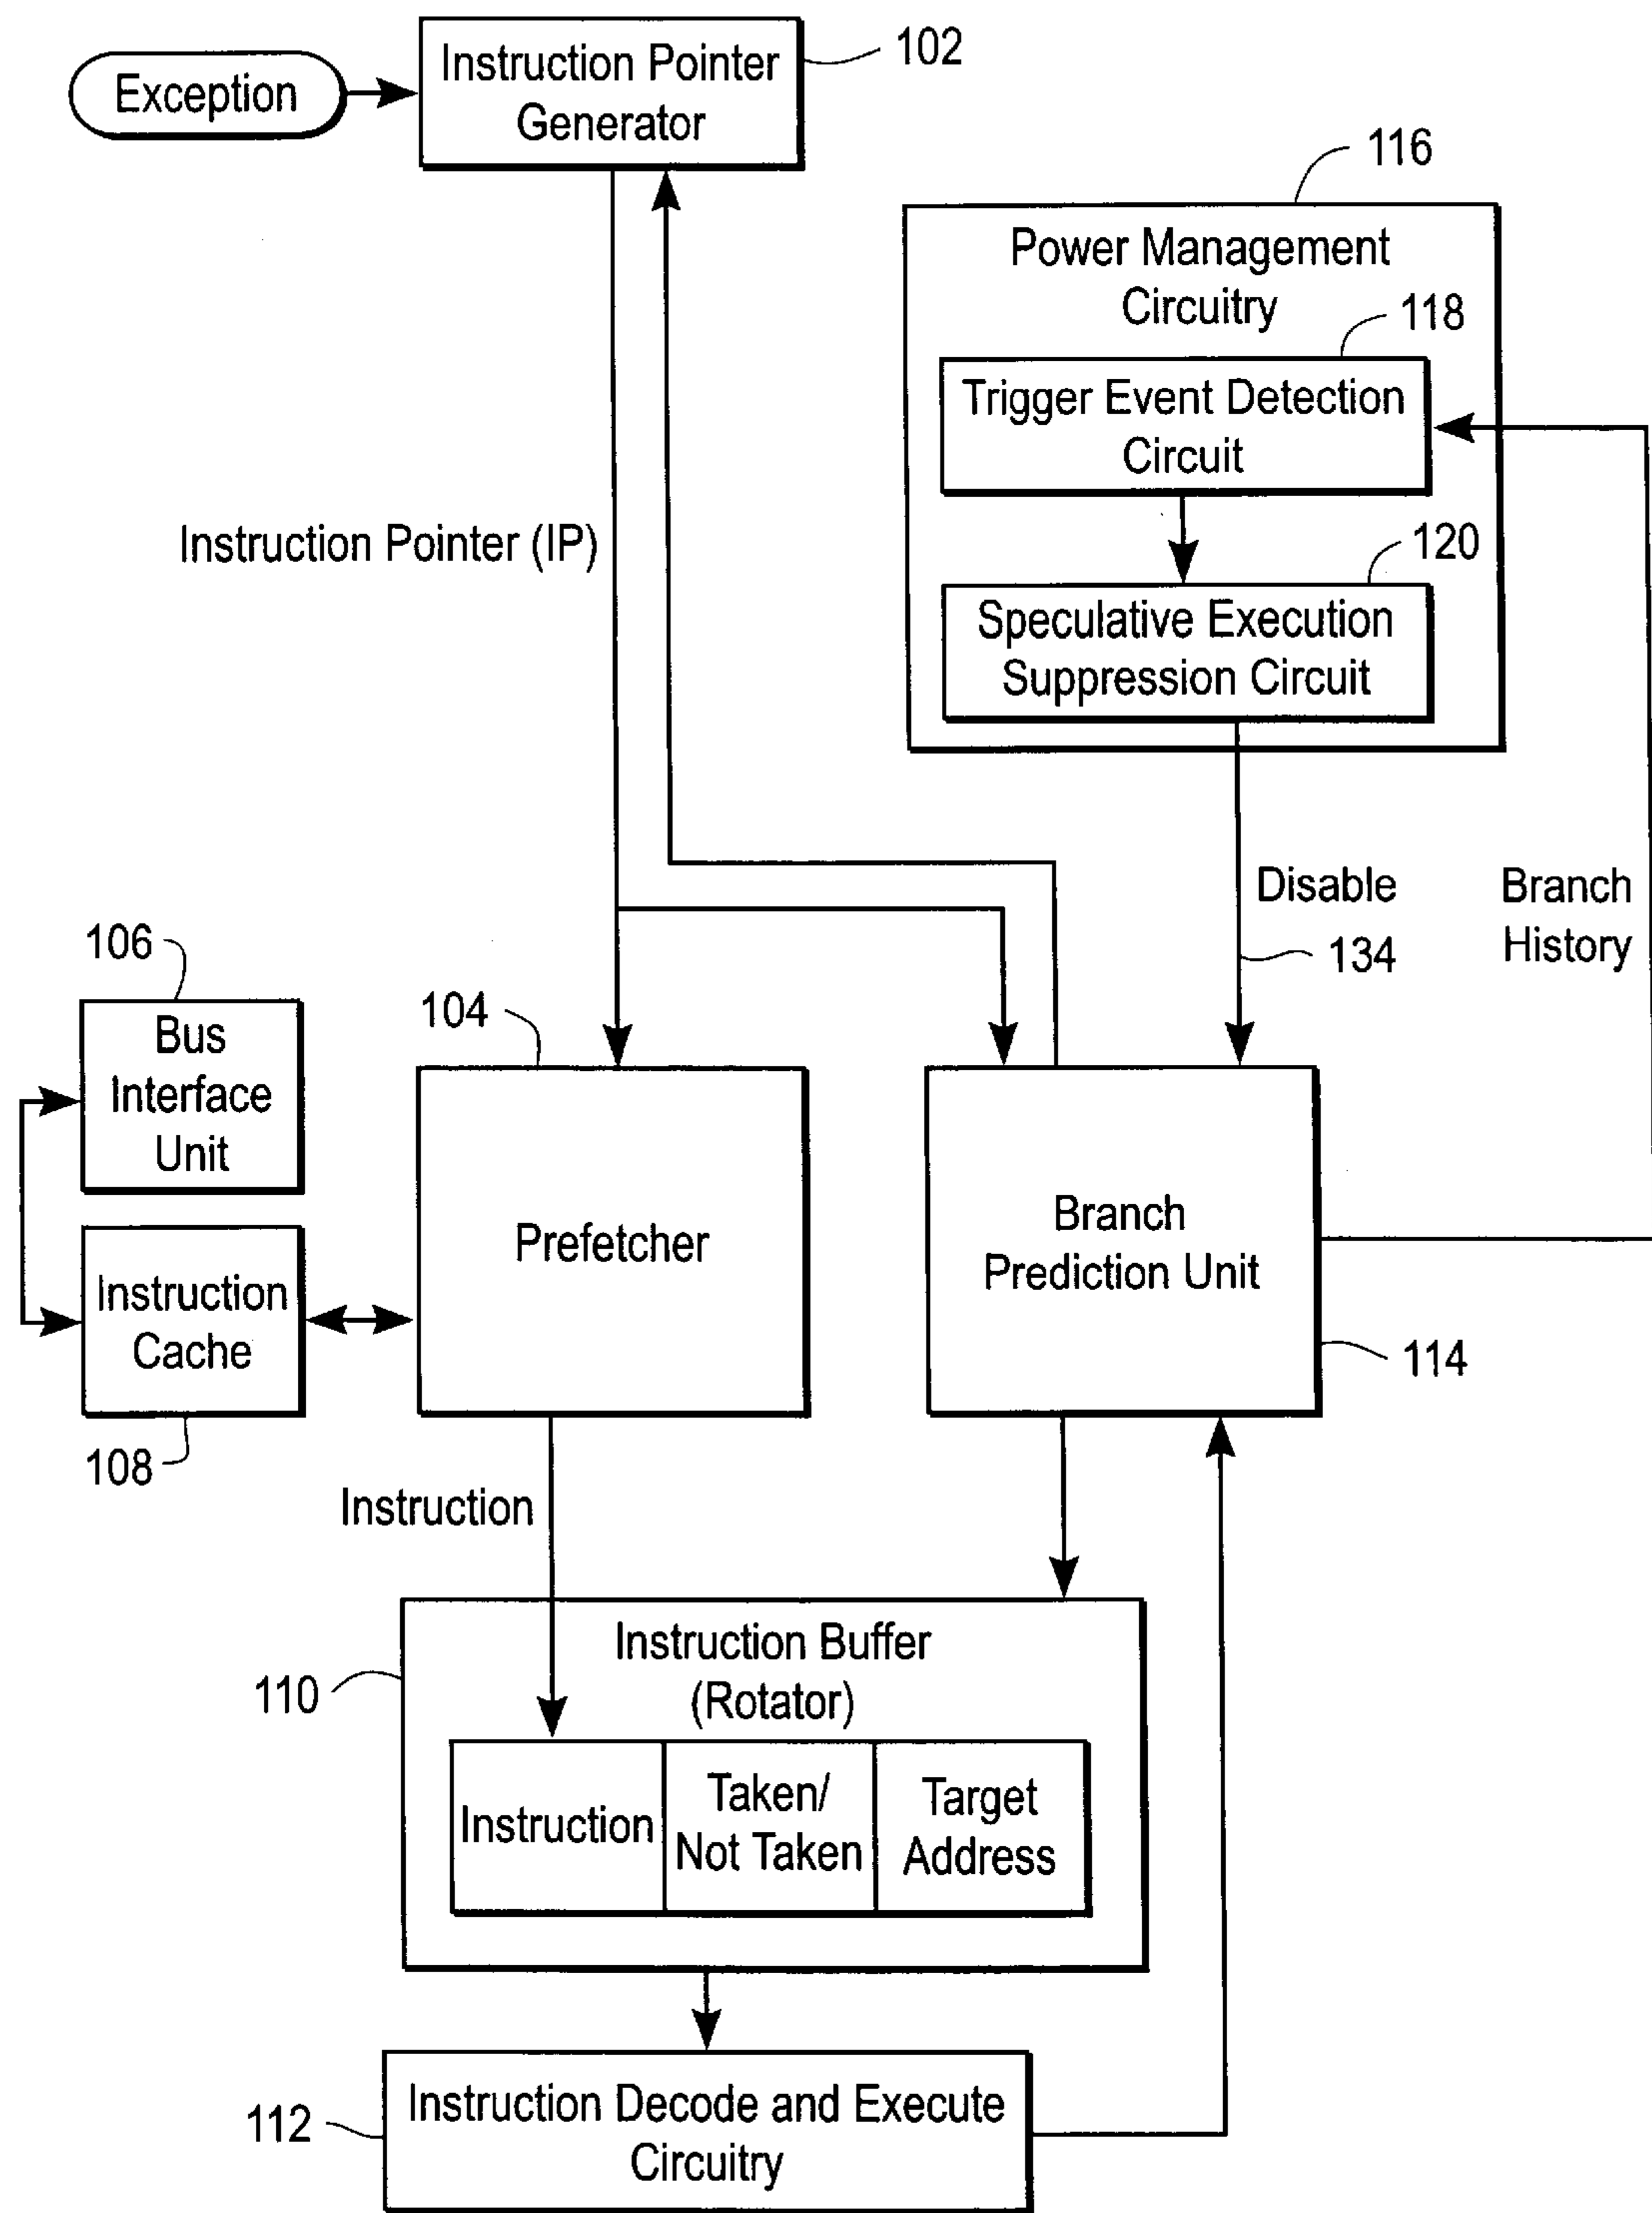 Exception
Instruction Pointer
Generator
102
116
Power Management
Circuitry
118
Trigger Event Detection
Circuit
Instruction Pointer (IP)
120
Speculative Execution
Suppression Circuit
Disable
134
Branch
History
106
Bus
Interface
Unit
104
Prefetcher
Branch
Prediction Unit
Instruction
Cache
108
114
Instruction
110
Instruction Buffer
(Rotator)
Instruction
Taken/
Not Taken
Target
Address
112
Instruction Decode and Execute
Circuitry